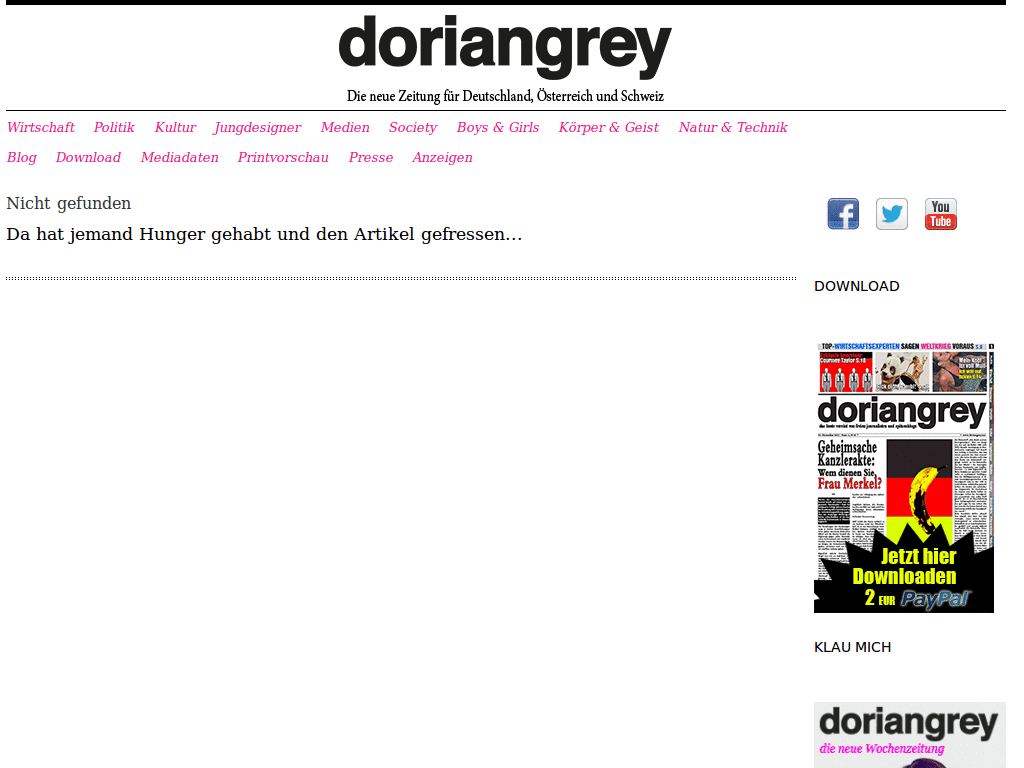 doriangrey
Die neue Zeitung für Deutschland, Österreich und Schweiz
Wirtschaft Politik Kultur Jungdesigner Medien Society Boys & Girls Körper & Geist Natur & Technik
Blog Download Mediadaten Printvorschau Presse Anzeigen
Nicht gefunden
Da hat jemand Hunger gehabt und den Artikel gefressen...
You
Tube
DOWNLOAD
TOP-WIRTSCHAFTSEXPERTEN SAGEN WELTKRIEG VORAUS
doriangrey
Geheimsache
Kanzlerakte:
Wem dienen Sie,
Frau Merkel?
Jetzt hier
Downloaden
2 EUR PayPal
KLAU MICH
doriangrey
die neue Wochenzeitung